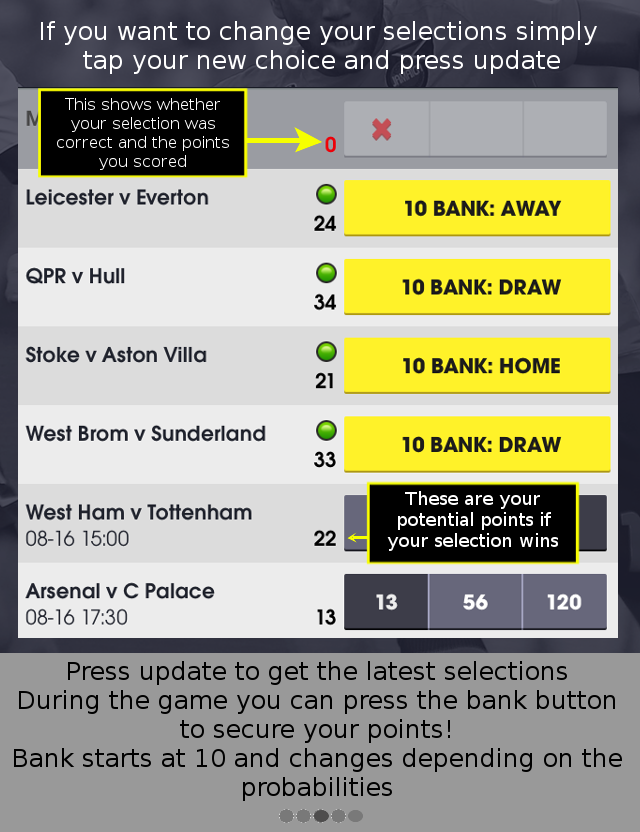 If you want to change your selections simply
tap your new choice and press update
This shows whether
your selection was
correct and the points
you scored
M
0
Leicester v Everton
24
10 BANK: AWAY
QPR v Hull
34
10 BANK: DRAW
Stoke v Aston Villa
21
10 BANK: HOME
West Brom v Sunderland
33
10 BANK: DRAW
West Ham v Tottenham
08-16 15:00
22
These are your
potential points if
your selection wins
Arsenal v C Palace
08-16 17:30
13
13 56 120
Press update to get the latest selections
During the game you can press the bank button
to secure your points!
Bank starts at 10 and changes depending on the
probabilities